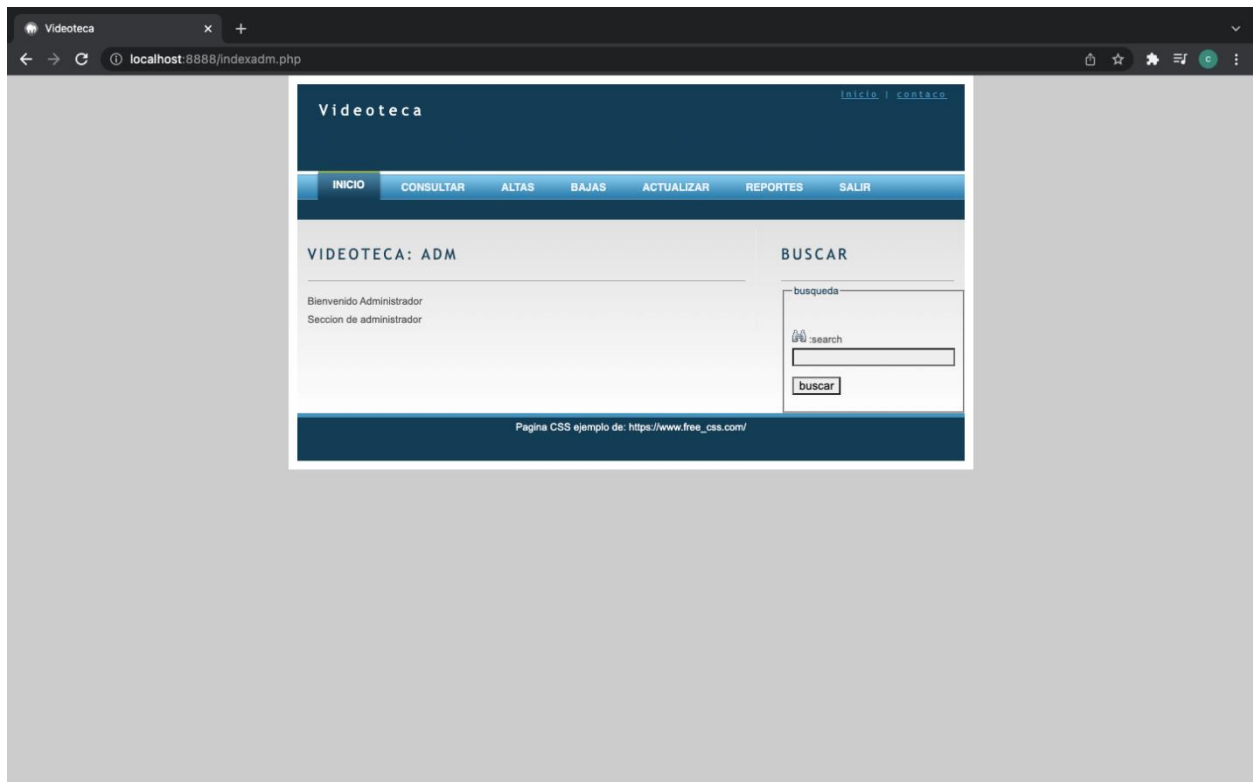 Videoteca
localhost:8888/indexadm.php
c
Inicio | contaco
Videoteca
INICIO CONSULTAR ALTAS BAJAS ACTUALIZAR REPORTES SALIR
VIDEOTECA: ADM
Bienvenido Administrador
Seccion de administrador
BUSCAR
busqueda
:search
buscar
Pagina CSS ejemplo de: https://www.free_css.com/